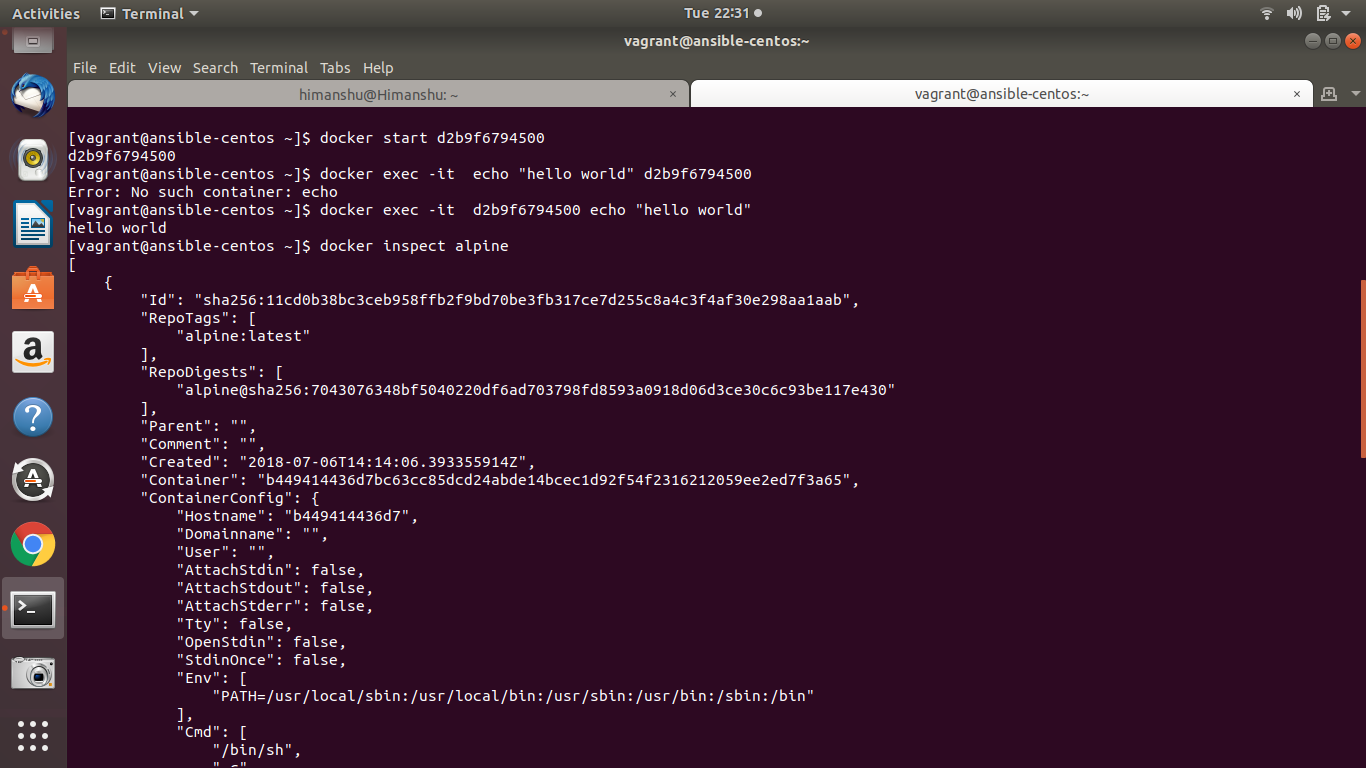 Activities Terminal Tue 22:31
vagrant@ansible-centos:~
File Edit View Search Terminal Tabs Help
himanshu@Himanshu: ~ × vagrant@ansible-centos:~ ×
[vagrant@ansible-centos ~]$ docker start d2b9f6794500
d2b9f6794500
[vagrant@ansible-centos ~]$ docker exec -it  echo "hello world" d2b9f6794500
Error: No such container: echo
[vagrant@ansible-centos ~]$ docker exec -it  d2b9f6794500 echo "hello world"
hello world
[vagrant@ansible-centos ~]$ docker inspect alpine
[
    {
        "Id": "sha256:11cd0b38bc3ceb958ffb2f9bd70be3fb317ce7d255c8a4c3f4af30e298aa1aab",
        "RepoTags": [
            "alpine:latest"
        ],
        "RepoDigests": [
            "alpine@sha256:7043076348bf5040220df6ad703798fd8593a0918d06d3ce30c6c93be117e430"
        ],
        "Parent": "",
        "Comment": "",
        "Created": "2018-07-06T14:14:06.393355914Z",
        "Container": "b449414436d7bc63cc85dcd24abde14bcec1d92f54f2316212059ee2ed7f3a65",
        "ContainerConfig": {
            "Hostname": "b449414436d7",
            "Domainname": "",
            "User": "",
            "AttachStdin": false,
            "AttachStdout": false,
            "AttachStderr": false,
            "Tty": false,
            "OpenStdin": false,
            "StdinOnce": false,
            "Env": [
                "PATH=/usr/local/sbin:/usr/local/bin:/usr/sbin:/usr/bin:/sbin:/bin"
            ],
            "Cmd": [
                "/bin/sh",